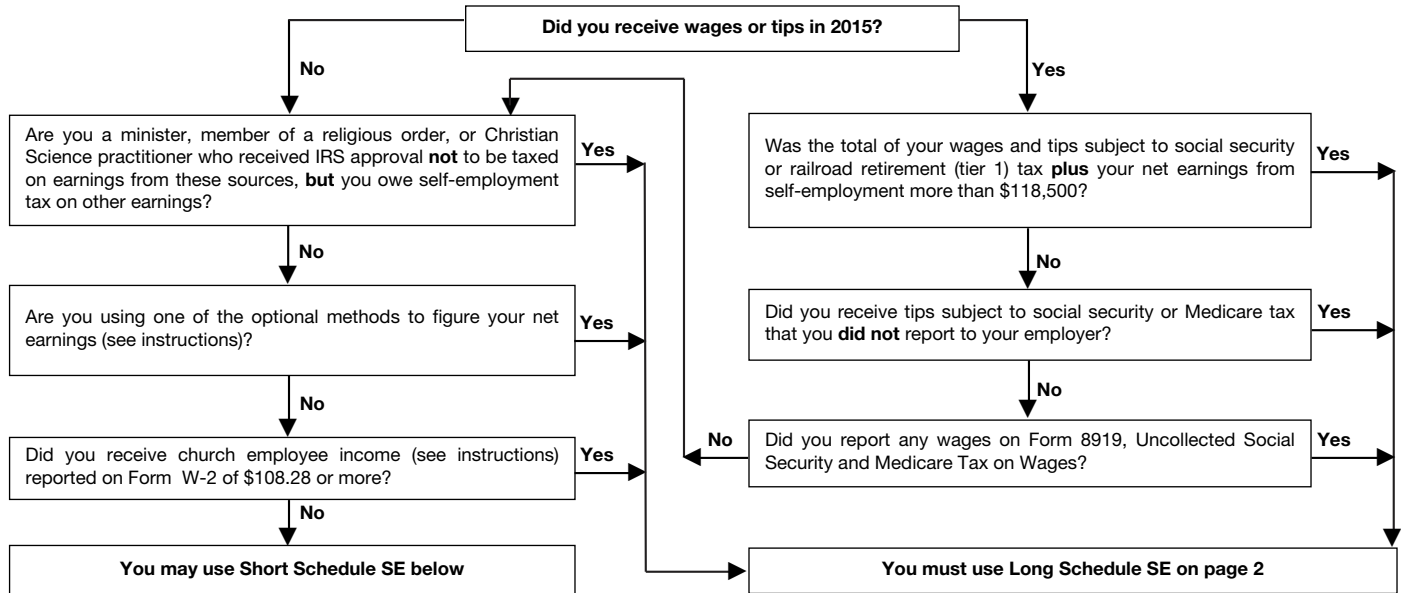 Did you receive wages or tips in 2015?
No
Yes
Are you a minister, member of a religious order, or Christian
Science practitioner who received IRS approval not to be taxed
on earnings from these sources, but you owe self-employment
tax on other earnings?
Yes
No
Are you using one of the optional methods to figure your net
earnings (see instructions)?
Yes
No
Did you receive church employee income (see instructions)
reported on Form W-2 of $108.28 or more?
Yes
No
You may use Short Schedule SE below
Was the total of your wages and tips subject to social security
or railroad retirement (tier 1) tax plus your net earnings from
self-employment more than $118,500?
Yes
No
Did you receive tips subject to social security or Medicare tax
that you did not report to your employer?
Yes
No
Did you report any wages on Form 8919, Uncollected Social
Security and Medicare Tax on Wages?
No
Yes
You must use Long Schedule SE on page 2